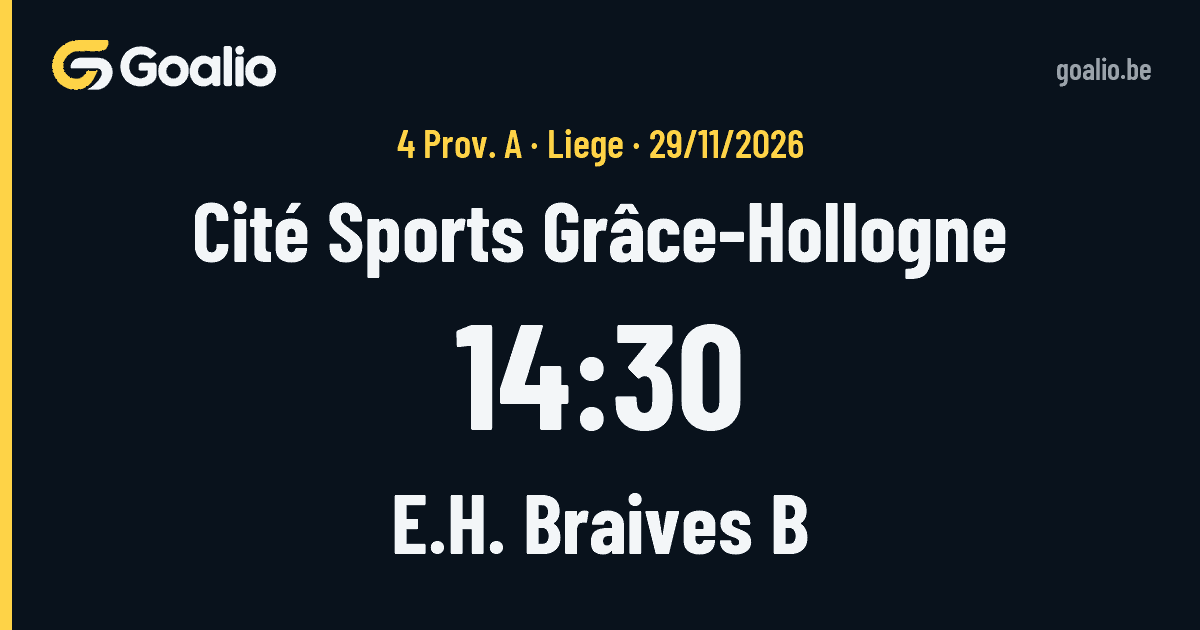 Goalio
goalio.be
4 Prov. A · Liege · 29/11/2026
Cité Sports Grâce-Hollogne
14:30
E.H. Braives B